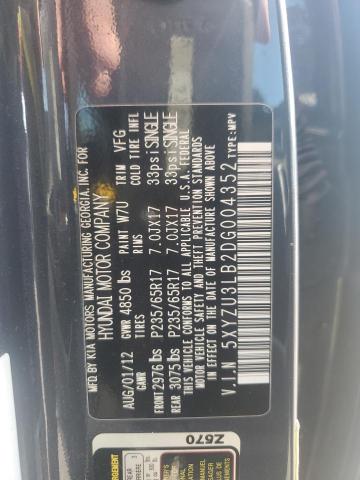 MFD BY KIA MOTORS MANUFACTURING GEORGIA, INC. FOR
HYUNDAI MOTOR COMPANY
AUG/01/12 GVWR 4850 lbs PAINT W7U TRIM VFG
GAWR TIRES RIMS COLD TIRE INFL
FRONT 2976 lbs P235/65R17 7.0JX17 33psi SINGLE
REAR 3075 lbs P235/65R17 7.0JX17 33psi SINGLE
THIS VEHICLE CONFORMS TO ALL APPLICABLE U.S.A. FEDERAL
MOTOR VEHICLE SAFETY BUMPER, AND THEFT PREVENTION STANDARDS
IN EFFECT ON THE DATE OF MANUFACTURE SHOWN ABOVE.
V.I.N : 5XYZU3LB2DG004352 TYPE:MPV
Z570
REAR